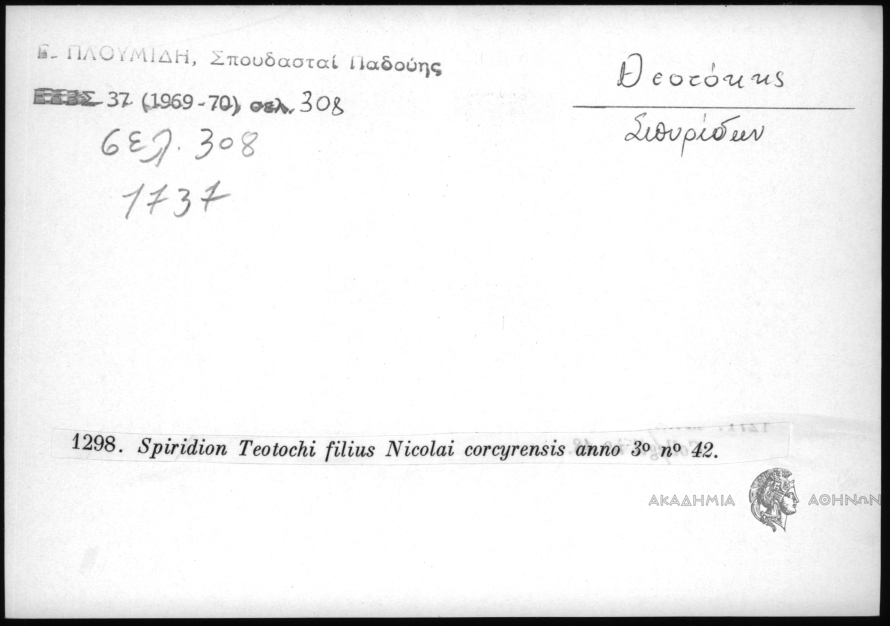 Γ. ΠΛΟΥΜΙΔΗ, Σπουδασταί Παδούης
ΕΕΒΣ 37 (1969-70) σελ. 308
σελ. 308
1737
Θεοτόκης
Σπυρίδων
1298. Spiridion Teotochi filius Nicolai corcyrensis anno 3º nº 42.
ΑΚΑΔΗΜΙΑ ΑΘΗΝΩΝ